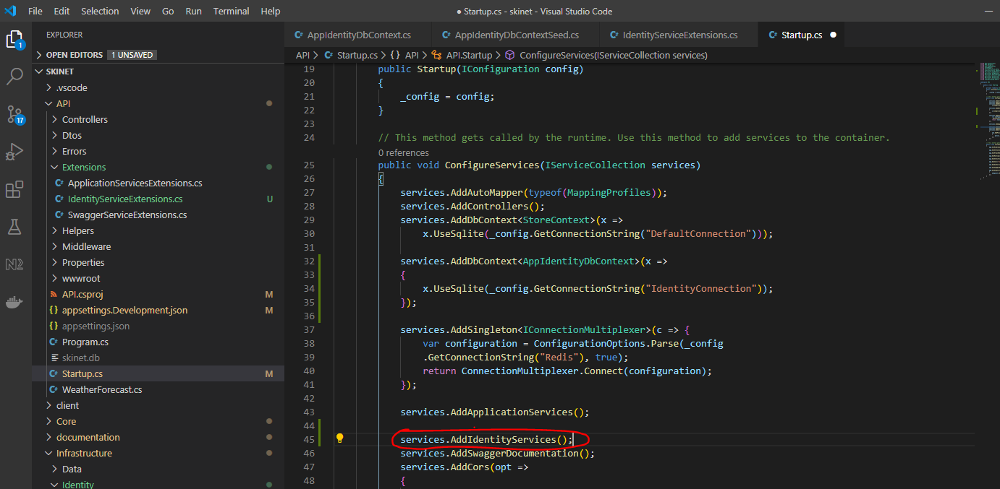 File Edit Selection View Go Run Terminal Help
● Startup.cs - skinet - Visual Studio Code
EXPLORER
1
OPEN EDITORS 1 UNSAVED
SKINET
.vscode
API
Controllers
17
Dtos
Errors
Extensions
C# ApplicationServicesExtensions.cs
C# IdentityServiceExtensions.cs U
C# SwaggerServiceExtensions.cs
Helpers
Middleware
Properties
wwwroot
API.csproj M
{} appsettings.Development.json M
{} appsettings.json
C# Program.cs
skinet.db
C# Startup.cs M
C# WeatherForecast.cs
client
Core
documentation
Infrastructure
Data
Identity
C# AppIdentityDbContext.cs C# AppIdentityDbContextSeed.cs C# IdentityServiceExtensions.cs C# Startup.cs ●
API > C# Startup.cs > {} API > API.Startup > ConfigureServices(IServiceCollection services)
19 public Startup(IConfiguration config)
20 {
21 _config = config;
22 }
23
24 // This method gets called by the runtime. Use this method to add services to the container.
0 references
25 public void ConfigureServices(IServiceCollection services)
26 {
27 services.AddAutoMapper(typeof(MappingProfiles));
28 services.AddControllers();
29 services.AddDbContext<StoreContext>(x =>
30 x.UseSqlite(_config.GetConnectionString("DefaultConnection")));
31
32 services.AddDbContext<AppIdentityDbContext>(x =>
33 {
34 x.UseSqlite(_config.GetConnectionString("IdentityConnection"));
35 });
36
37 services.AddSingleton<IConnectionMultiplexer>(c => {
38 var configuration = ConfigurationOptions.Parse(_config
39 .GetConnectionString("Redis"), true);
40 return ConnectionMultiplexer.Connect(configuration);
41 });
42
43 services.AddApplicationServices();
44
45 services.AddIdentityServices();
46 services.AddSwaggerDocumentation();
47 services.AddCors(opt =>
48 {